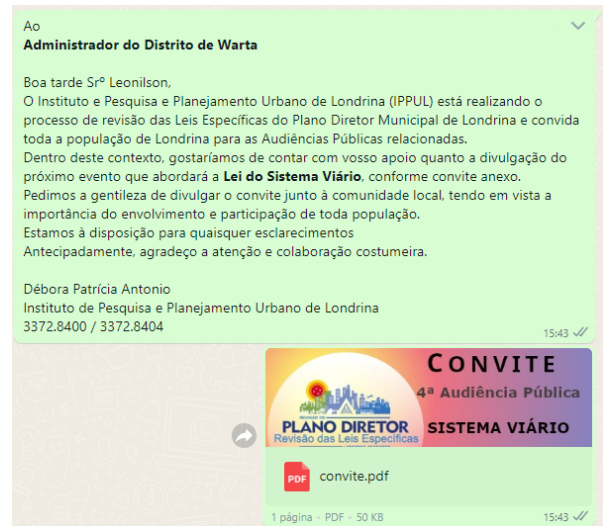 Ao
Administrador do Distrito de Warta
Boa tarde Srº Leonilson,
O Instituto e Pesquisa e Planejamento Urbano de Londrina (IPPUL) está realizando o
processo de revisão das Leis Específicas do Plano Diretor Municipal de Londrina e convida
toda a população de Londrina para as Audiências Públicas relacionadas.
Dentro deste contexto, gostaríamos de contar com vosso apoio quanto a divulgação do
próximo evento que abordará a Lei do Sistema Viário, conforme convite anexo.
Pedimos a gentileza de divulgar o convite junto à comunidade local, tendo em vista a
importância do envolvimento e participação de toda população.
Estamos à disposição para quaisquer esclarecimentos
Antecipadamente, agradeço a atenção e colaboração costumeira.
Débora Patrícia Antonio
Instituto de Pesquisa e Planejamento Urbano de Londrina
3372.8400 / 3372.8404
15:43
CONVITE
4ª Audiência Pública
SISTEMA VIÁRIO
PLANO DIRETOR
Revisão das Leis Específicas
PDF
convite.pdf
1 página · PDF · 50 KB
15:43